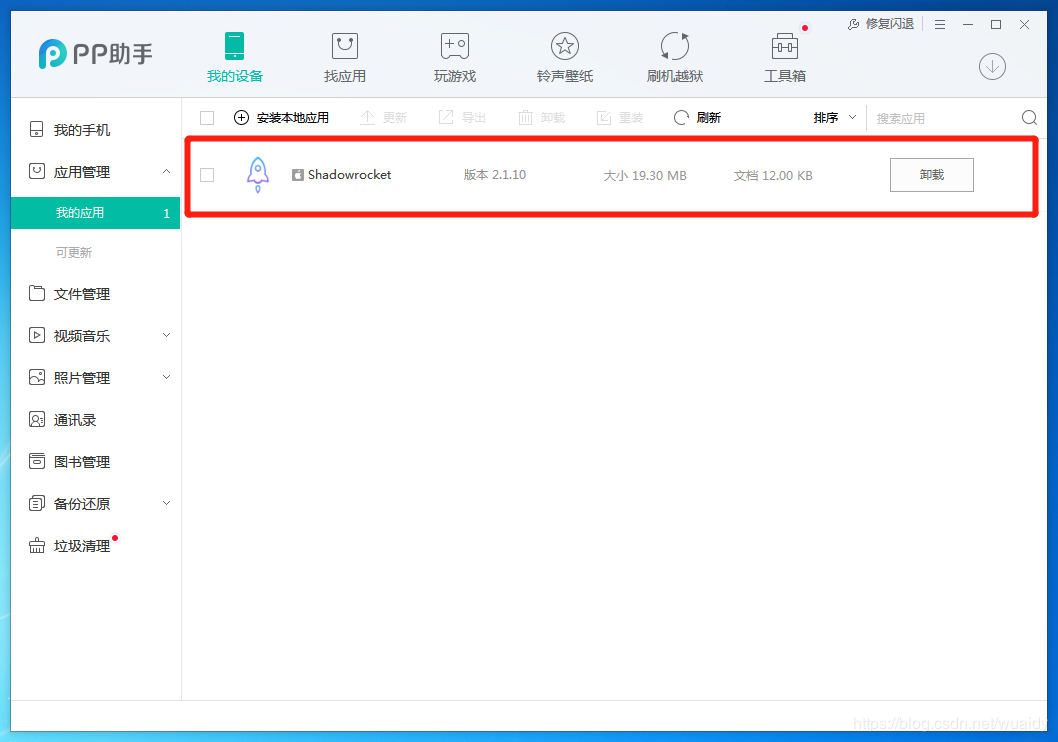 修复闪退
PP助手
我的设备
找应用
玩游戏
铃声壁纸
刷机越狱
工具箱
我的手机
应用管理
我的应用 1
可更新
文件管理
视频音乐
照片管理
通讯录
图书管理
备份还原
垃圾清理
安装本地应用 更新 导出 卸载 重装 刷新 排序 搜索应用
Shadowrocket 版本 2.1.10 大小 19.30 MB 文档 12.00 KB 卸载
https://blog.csdn.net/wuaidy